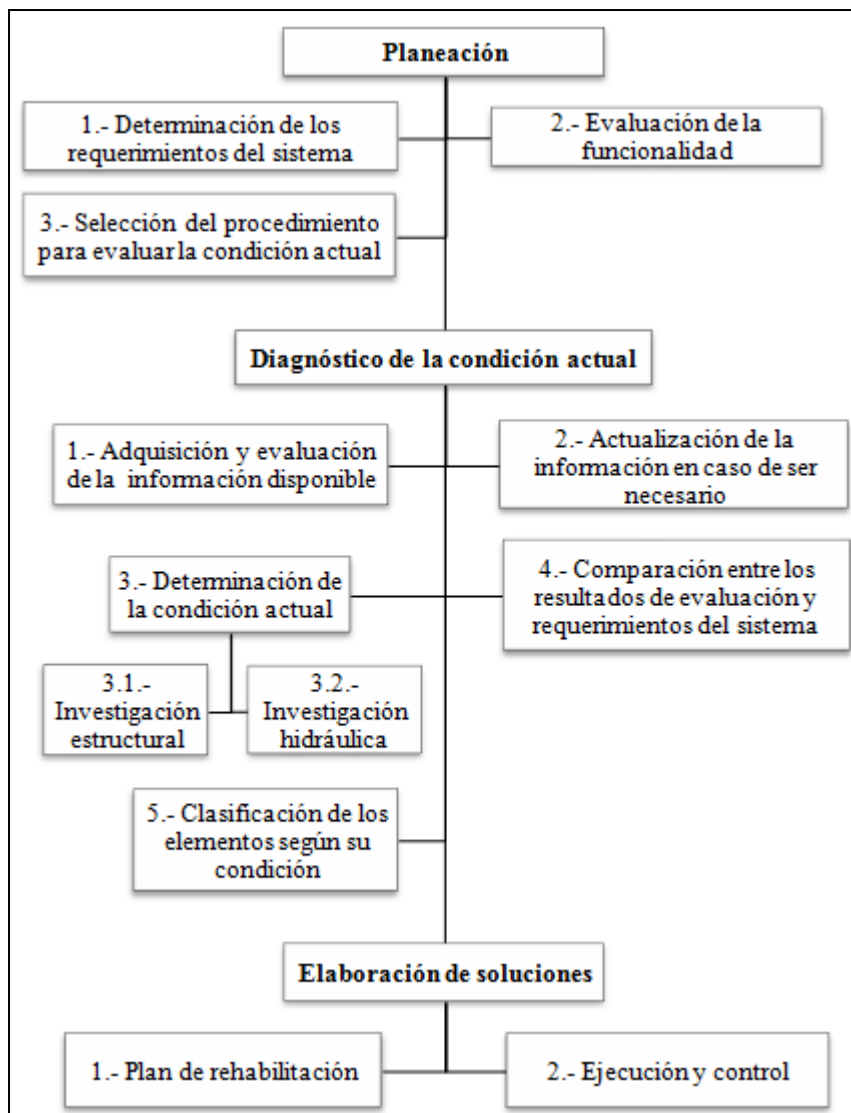 Planeación
1.- Determinación de los
requerimientos del sistema
2.- Evaluación de la
funcionalidad
3.- Selección del procedimiento
para evaluar la condición actual
Diagnóstico de la condición actual
1.- Adquisición y evaluación
de la información disponible
2.- Actualización de la
información en caso de ser
necesario
3.- Determinación de
la condición actual
4.- Comparación entre los
resultados de evaluación y
requerimientos del sistema
3.1.-
Investigación
estructural
3.2.-
Investigación
hidráulica
5.- Clasificación de los
elementos según su
condición
Elaboración de soluciones
1.- Plan de rehabilitación
2.- Ejecución y control